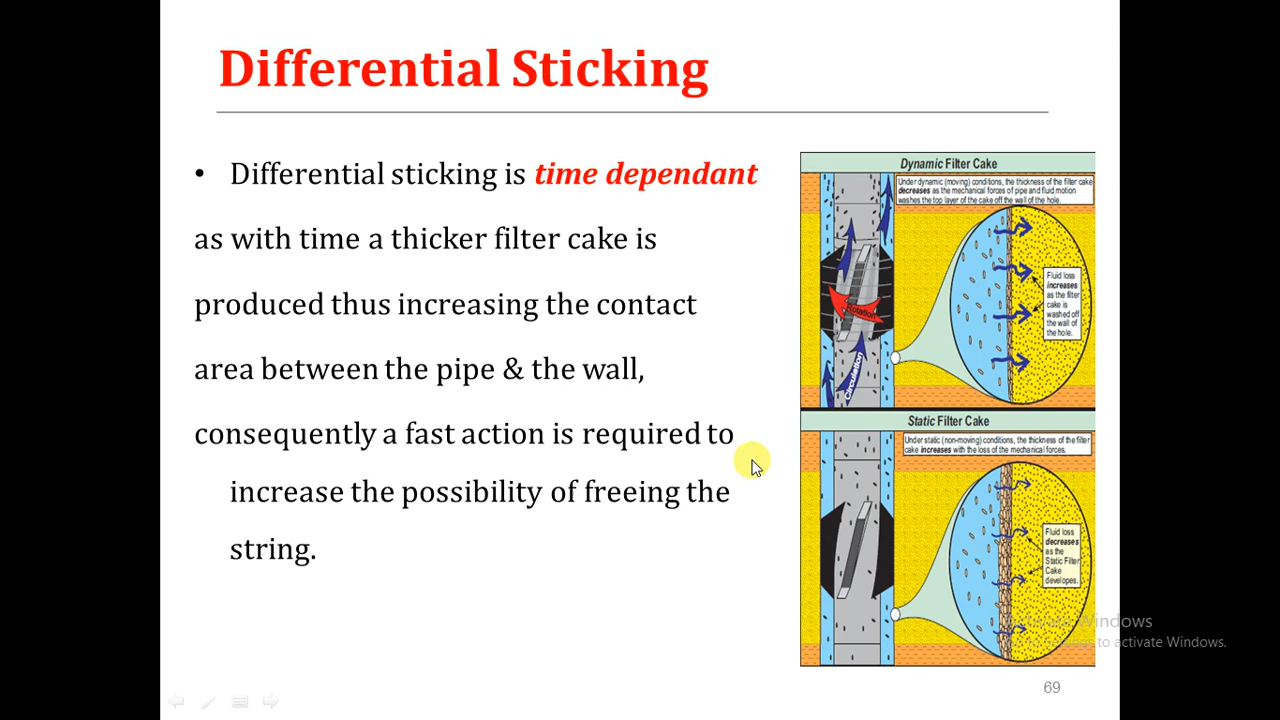 Differential Sticking
• Differential sticking is time dependant
as with time a thicker filter cake is
produced thus increasing the contact
area between the pipe & the wall,
consequently a fast action is required to
increase the possibility of freeing the
string.
Dynamic Filter Cake
Under dynamic (moving) conditions, the thickness of the filter cake
decreases as the mechanical forces of pipe and fluid motion
washes the top layer of the cake off the wall of the hole.
Fluid loss
increases
as the filter
cake is
washed off
the wall of
the hole.
Rotation
Circulation
Static Filter Cake
Under static (non-moving) conditions, the thickness of the filter
cake increases with the loss of the mechanical forces.
Fluid loss
decreases
as the
Static Filter
Cake
developes.
Activate Windows
to activate Windows.
69